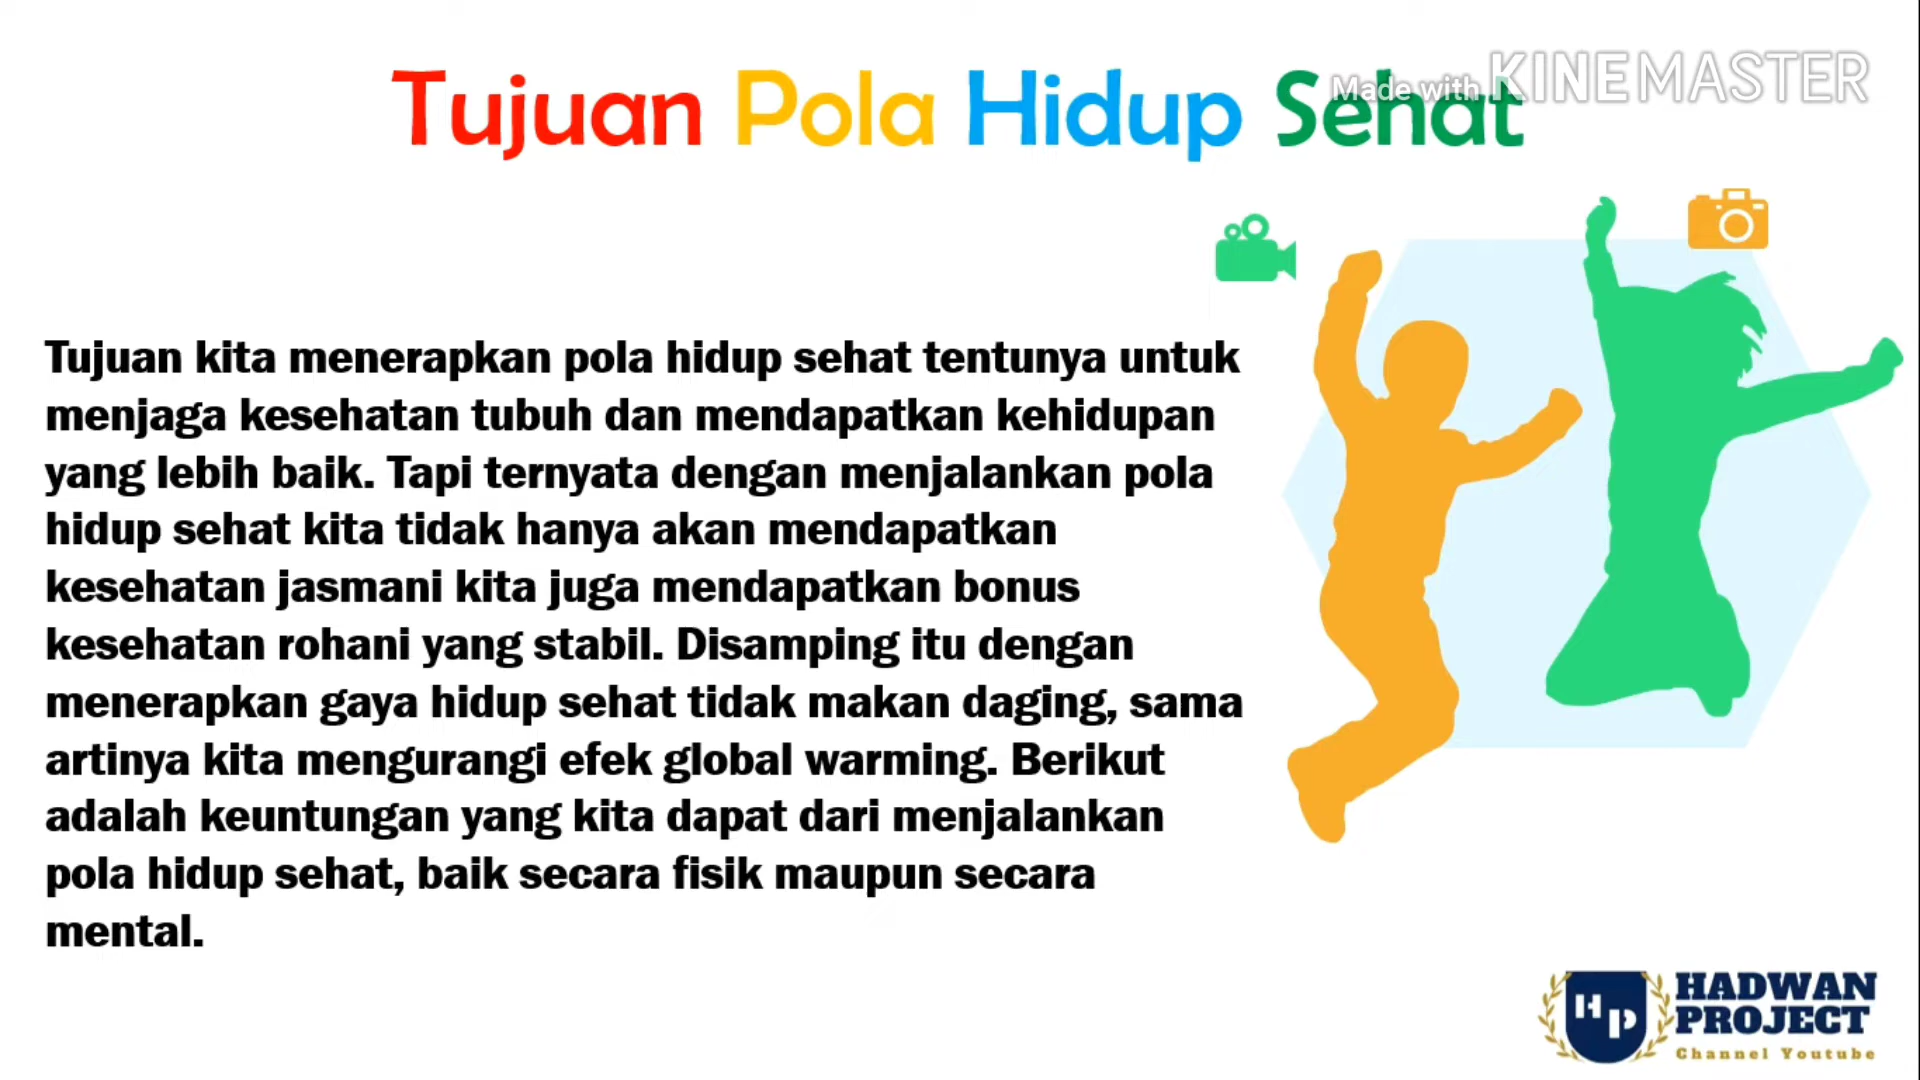 Tujuan Pola Hidup Sehat
Made with KINEMASTER
Tujuan kita menerapkan pola hidup sehat tentunya untuk
menjaga kesehatan tubuh dan mendapatkan kehidupan
yang lebih baik. Tapi ternyata dengan menjalankan pola
hidup sehat kita tidak hanya akan mendapatkan
kesehatan jasmani kita juga mendapatkan bonus
kesehatan rohani yang stabil. Disamping itu dengan
menerapkan gaya hidup sehat tidak makan daging, sama
artinya kita mengurangi efek global warming. Berikut
adalah keuntungan yang kita dapat dari menjalankan
pola hidup sehat, baik secara fisik maupun secara
mental.
HP
HADWAN
PROJECT
Channel Youtube